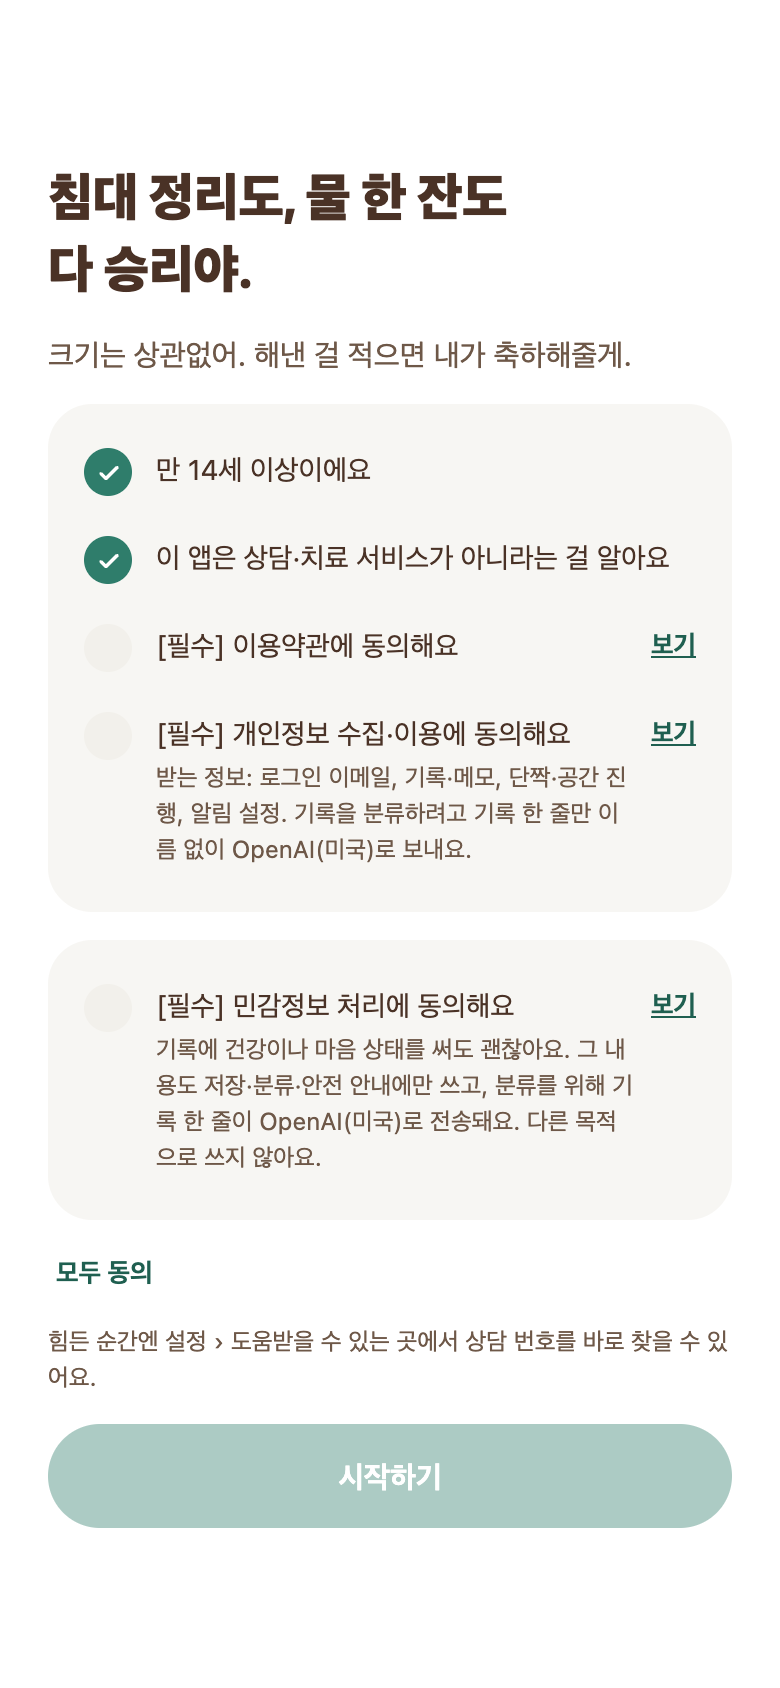 침대 정리도, 물 한 잔도
다 승리야.
크기는 상관없어. 해낸 걸 적으면 내가 축하해줄게.
만 14세 이상이에요
이 앱은 상담·치료 서비스가 아니라는 걸 알아요
[필수] 이용약관에 동의해요 보기
[필수] 개인정보 수집·이용에 동의해요 보기
받는 정보: 로그인 이메일, 기록·메모, 단짝·공간 진
행, 알림 설정. 기록을 분류하려고 기록 한 줄만 이
름 없이 OpenAI(미국)로 보내요.
[필수] 민감정보 처리에 동의해요 보기
기록에 건강이나 마음 상태를 써도 괜찮아요. 그 내
용도 저장·분류·안전 안내에만 쓰고, 분류를 위해 기
록 한 줄이 OpenAI(미국)로 전송돼요. 다른 목적
으로 쓰지 않아요.
모두 동의
힘든 순간엔 설정 › 도움받을 수 있는 곳에서 상담 번호를 바로 찾을 수 있
어요.
시작하기